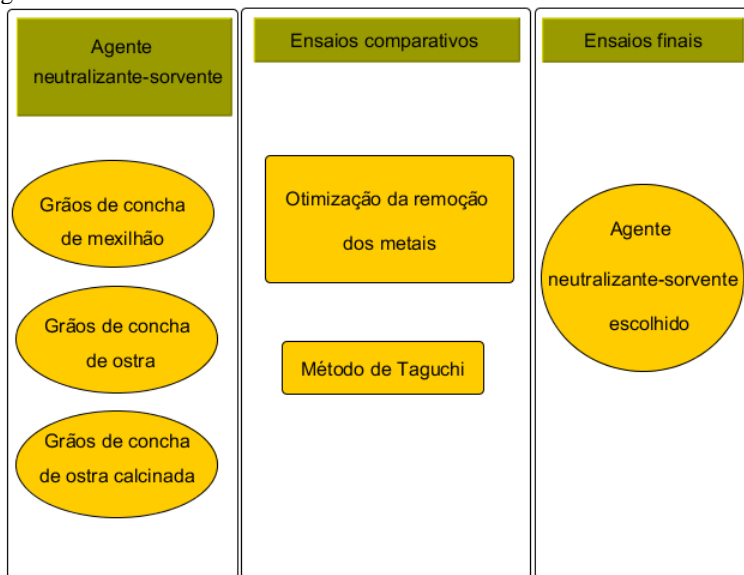 Agente
neutralizante-sorvente
Grãos de concha
de mexilhão
Grãos de concha
de ostra
Grãos de concha
de ostra calcinada
Ensaios comparativos
Otimização da remoção
dos metais
Método de Taguchi
Ensaios finais
Agente
neutralizante-sorvente
escolhido